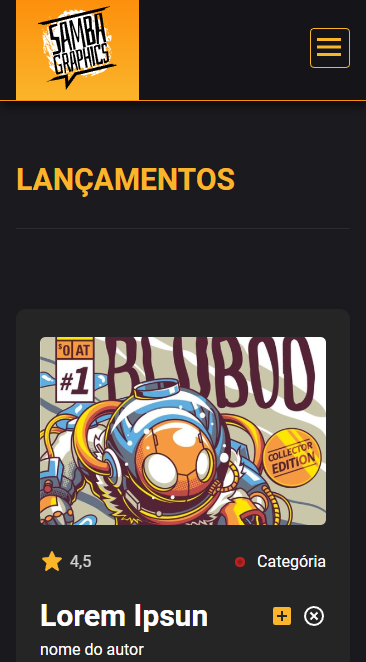 SAMBA
GRAPHICS
LANÇAMENTOS
$0 AT
#1
BLUBOO
COLLECTOR
EDITION
4,5
Categória
Lorem Ipsun
nome do autor